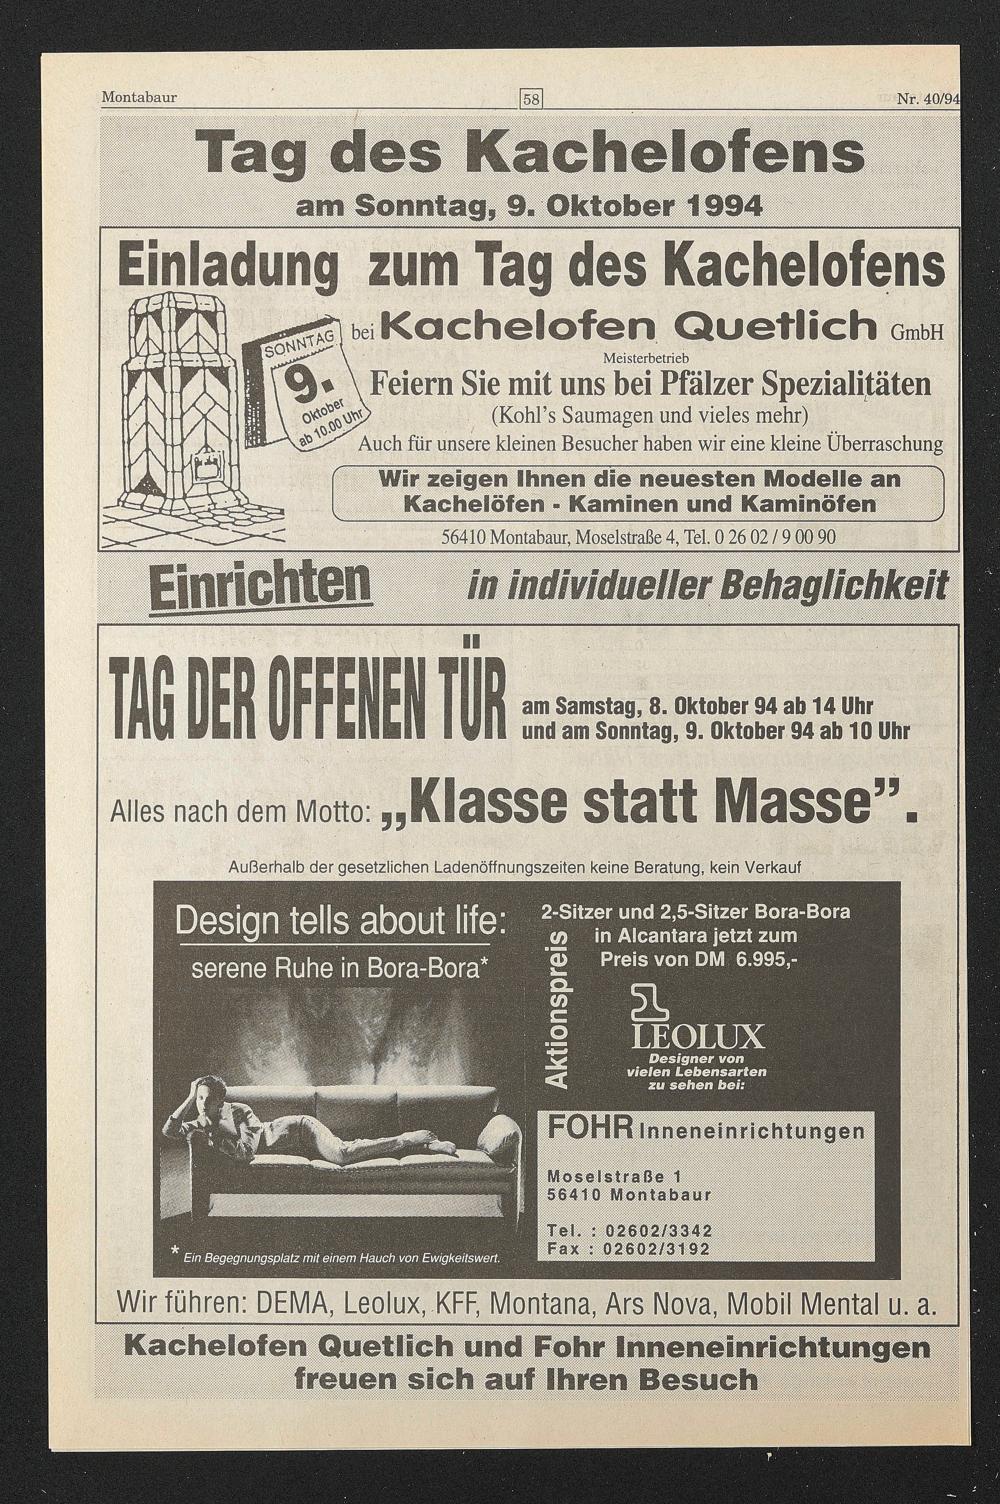 Montabaur
58
Nr. 40/94
Tag des Kachelofens
am Sonntag, 9. Oktober 1994
Einladung zum Tag des Kachelofens
SONNTAG
9.
Oktober
ab 10.00 Uhr
bei Kachelofen Quetlich GmbH
Meisterbetrieb
Feiern Sie mit uns bei Pfälzer Spezialitäten
(Kohl's Saumagen und vieles mehr)
Auch für unsere kleinen Besucher haben wir eine kleine Überraschung
Wir zeigen Ihnen die neuesten Modelle an
Kachelöfen - Kaminen und Kaminöfen
56410 Montabaur, Moselstraße 4, Tel. 0 26 02 / 9 00 90
Einrichten in individueller Behaglichkeit
TAG DER OFFENEN TÜR
am Samstag, 8. Oktober 94 ab 14 Uhr
und am Sonntag, 9. Oktober 94 ab 10 Uhr
Alles nach dem Motto: „Klasse statt Masse”.
Außerhalb der gesetzlichen Ladenöffnungszeiten keine Beratung, kein Verkauf
Design tells about life:
serene Ruhe in Bora-Bora*
* Ein Begegnungsplatz mit einem Hauch von Ewigkeitswert.
Aktionspreis
2-Sitzer und 2,5-Sitzer Bora-Bora
in Alcantara jetzt zum
Preis von DM 6.995,-
LEOLUX
Designer von
vielen Lebensarten
zu sehen bei:
FOHR Inneneinrichtungen
Moselstraße 1
56410 Montabaur
Tel. : 02602/3342
Fax : 02602/3192
Wir führen: DEMA, Leolux, KFF, Montana, Ars Nova, Mobil Mental u. a.
Kachelofen Quetlich und Fohr Inneneinrichtungen
freuen sich auf Ihren Besuch